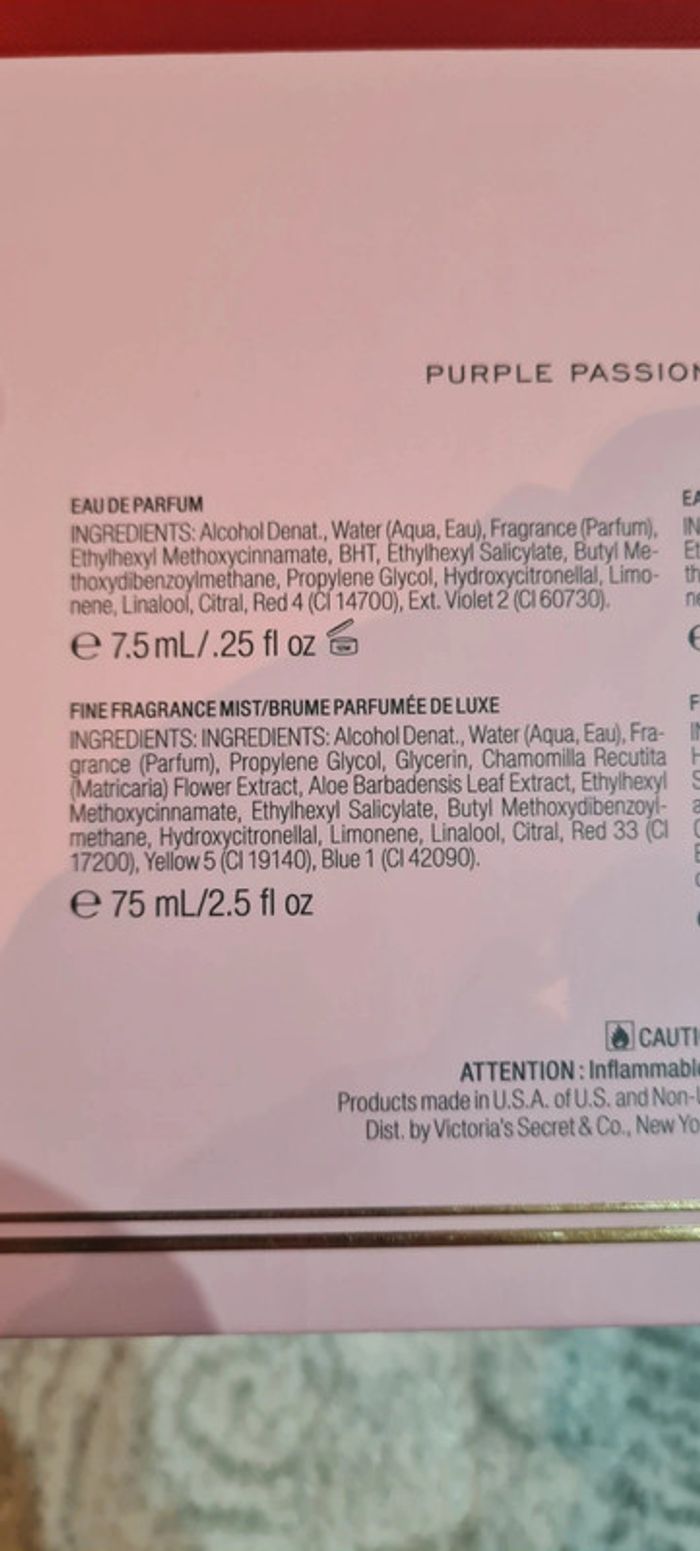 PURPLE PASSION
EAU DE PARFUM
INGREDIENTS: Alcohol Denat., Water (Aqua, Eau), Fragrance (Parfum),
Ethylhexyl Methoxycinnamate, BHT, Ethylhexyl Salicylate, Butyl Me-
thoxydibenzoylmethane, Propylene Glycol, Hydroxycitronellal, Limo-
nene, Linalool, Citral, Red 4 (CI 14700), Ext. Violet 2 (CI 60730).
℮ 7.5 mL/.25 fl oz
FINE FRAGRANCE MIST/BRUME PARFUMÉE DE LUXE
INGREDIENTS: INGREDIENTS: Alcohol Denat., Water (Aqua, Eau), Fra-
grance (Parfum), Propylene Glycol, Glycerin, Chamomilla Recutita
(Matricaria) Flower Extract, Aloe Barbadensis Leaf Extract, Ethylhexyl
Methoxycinnamate, Ethylhexyl Salicylate, Butyl Methoxydibenzoyl-
methane, Hydroxycitronellal, Limonene, Linalool, Citral, Red 33 (CI
17200), Yellow 5 (CI 19140), Blue 1 (CI 42090).
℮ 75 mL/2.5 fl oz
CAUTI
ATTENTION : Inflammable
Products made in U.S.A. of U.S. and Non-
Dist. by Victoria's Secret & Co., New Yo